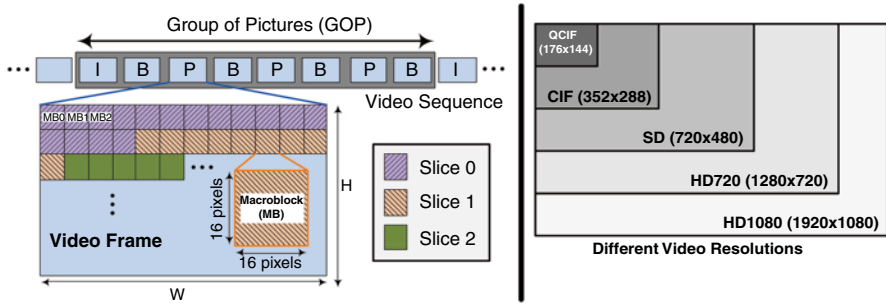 Group of Pictures (GOP)
••• I B P B P B P B I •••
Video Sequence
MB0 MB1 MB2
•••
Slice 0
Slice 1
Slice 2
16 pixels
Macroblock
(MB)
16 pixels
H
Video Frame
W
QCIF
(176x144)
CIF (352x288)
SD (720x480)
HD720 (1280x720)
HD1080 (1920x1080)
Different Video Resolutions